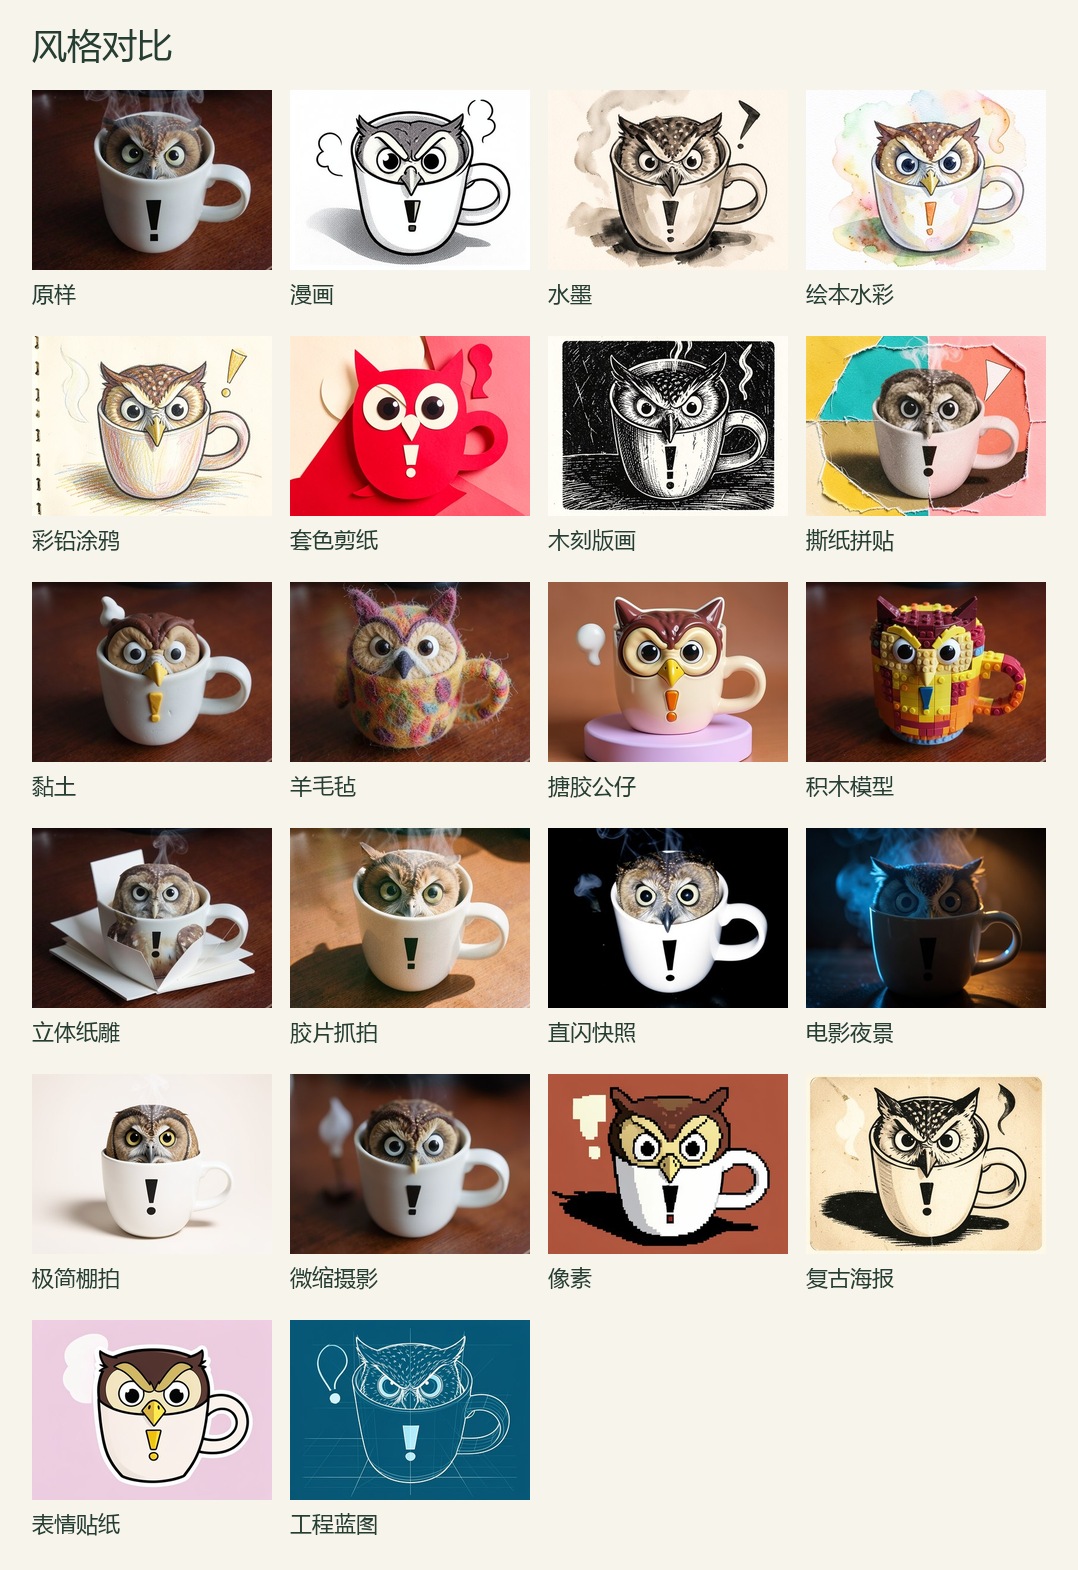 风格对比
原样 漫画 水墨 绘本水彩
彩铅涂鸦 套色剪纸 木刻版画 撕纸拼贴
黏土 羊毛毡 搪胶公仔 积木模型
立体纸雕 胶片抓拍 直闪快照 电影夜景
极简棚拍 微缩摄影 像素 复古海报
表情贴纸 工程蓝图